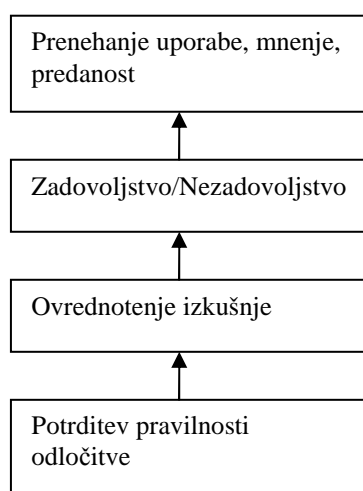 Prenehanje uporabe, mnenje,
predanost
Zadovoljstvo/Nezadovoljstvo
Ovrednotenje izkušnje
Potrditev pravilnosti
odločitve